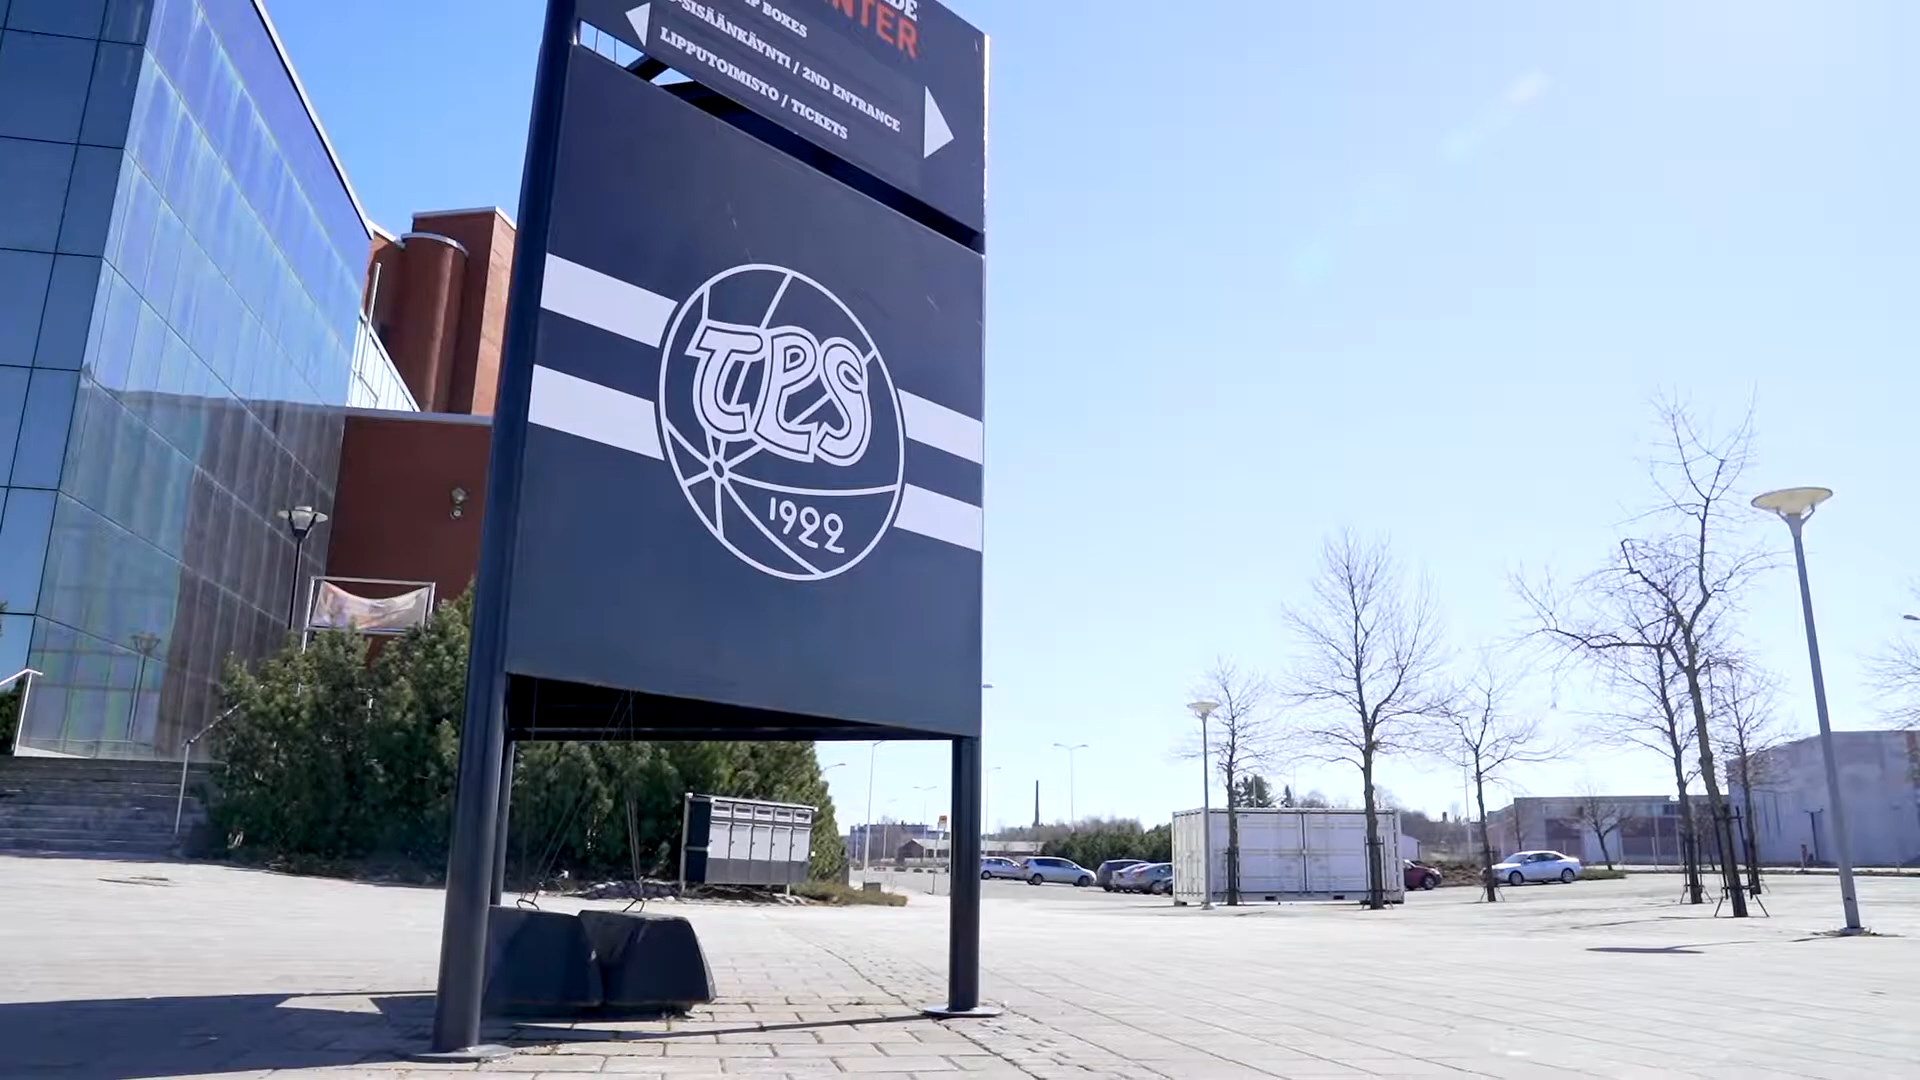 NTER
BOXES
SISÄÄNKÄYNTI / 2ND ENTRANCE
LIPPUTOIMISTO / TICKETS
TPS
1922